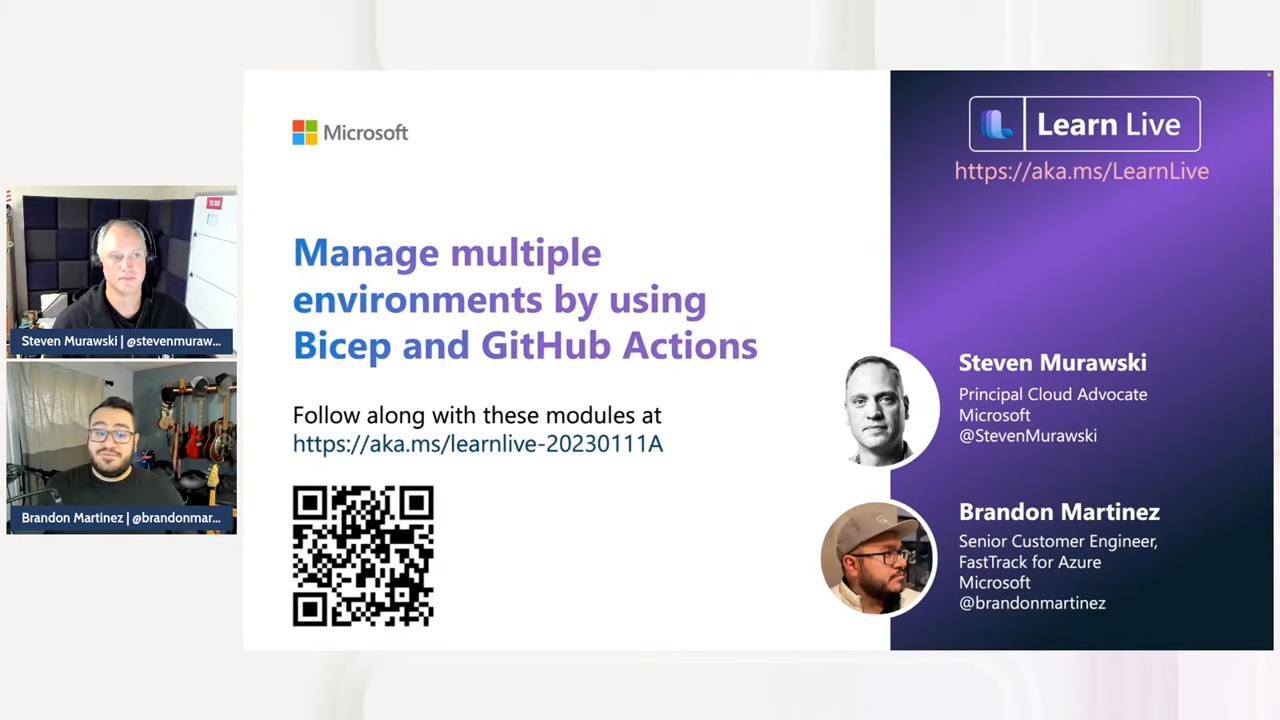 Microsoft
Manage multiple
environments by using
Bicep and GitHub Actions
Follow along with these modules at
https://aka.ms/learnlive-20230111A
Learn Live
https://aka.ms/LearnLive
Steven Murawski
Principal Cloud Advocate
Microsoft
@StevenMurawski
Brandon Martinez
Senior Customer Engineer,
FastTrack for Azure
Microsoft
@brandonmartinez
TO DO
Steven Murawski | @stevenmuraw...
Brandon Martinez | @brandonmar...